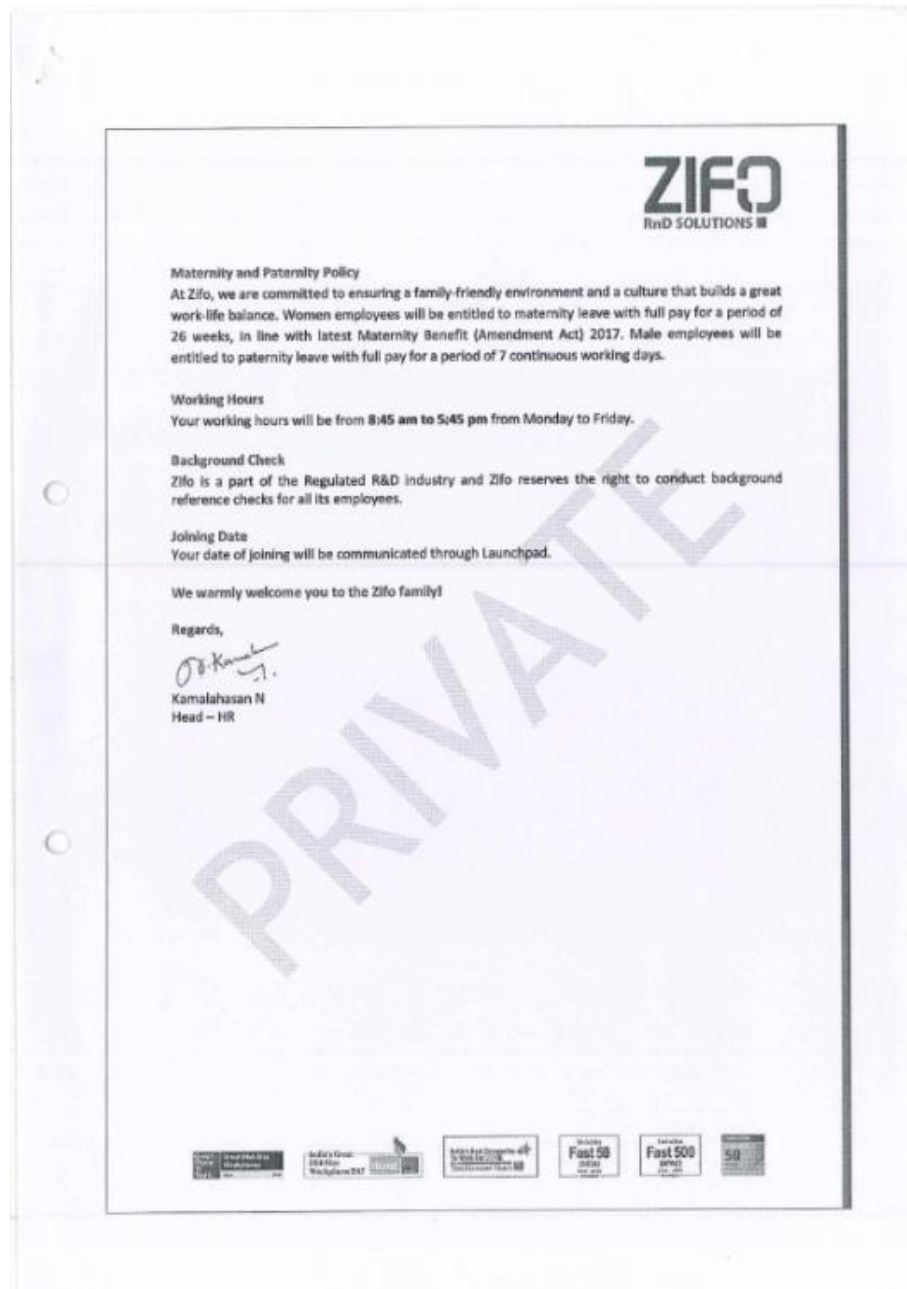 ZIFO
RnD SOLUTIONS
Maternity and Paternity Policy
At Zifo, we are committed to ensuring a family-friendly environment and a culture that builds a great
work-life balance. Women employees will be entitled to maternity leave with full pay for a period of
26 weeks, in line with latest Maternity Benefit (Amendment Act) 2017. Male employees will be
entitled to paternity leave with full pay for a period of 7 continuous working days.
Working Hours
Your working hours will be from 8:45 am to 5:45 pm from Monday to Friday.
Background Check
Zifo is a part of the Regulated R&D industry and Zifo reserves the right to conduct background
reference checks for all its employees.
Joining Date
Your date of joining will be communicated through Launchpad.
We warmly welcome you to the Zifo family!
Regards,
Kamalahasan N
Head – HR
PRIVATE
India's Great
Mid-Size
Workplaces
Fast 50
Fast 500
50